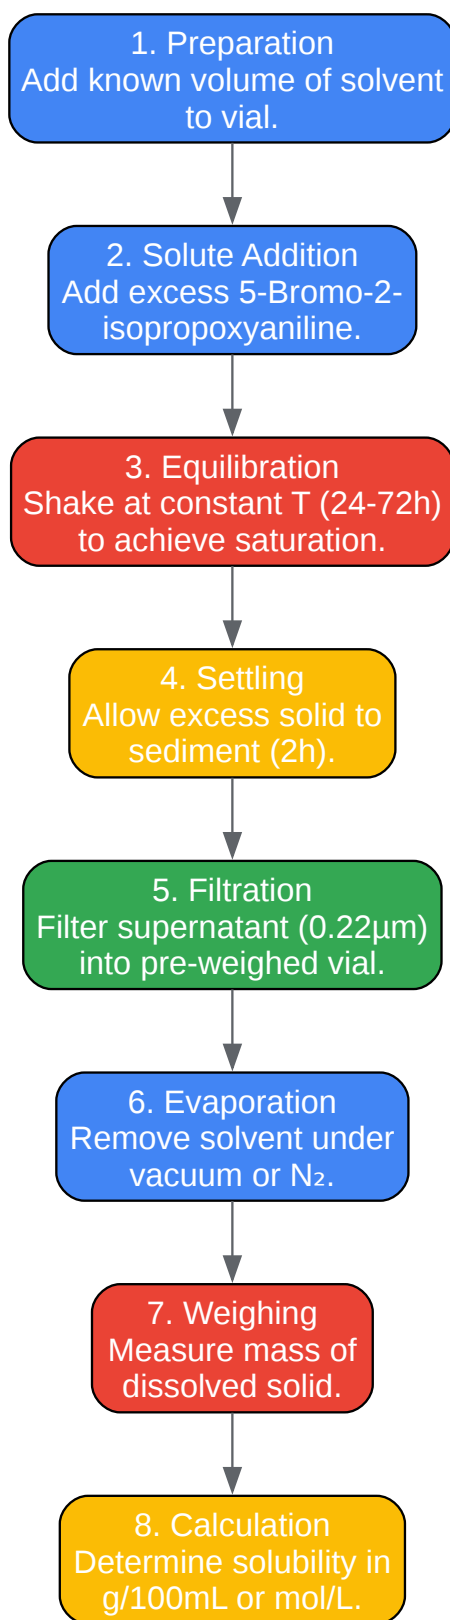 1. Preparation
Add known volume of solvent
to vial.
2. Solute Addition
Add excess 5-Bromo-2-
isopropoxyaniline.
3. Equilibration
Shake at constant T (24-72h)
to achieve saturation.
4. Settling
Allow excess solid to
sediment (2h).
5. Filtration
Filter supernatant (0.22µm)
into pre-weighed vial.
6. Evaporation
Remove solvent under
vacuum or N₂.
7. Weighing
Measure mass of
dissolved solid.
8. Calculation
Determine solubility in
g/100mL or mol/L.